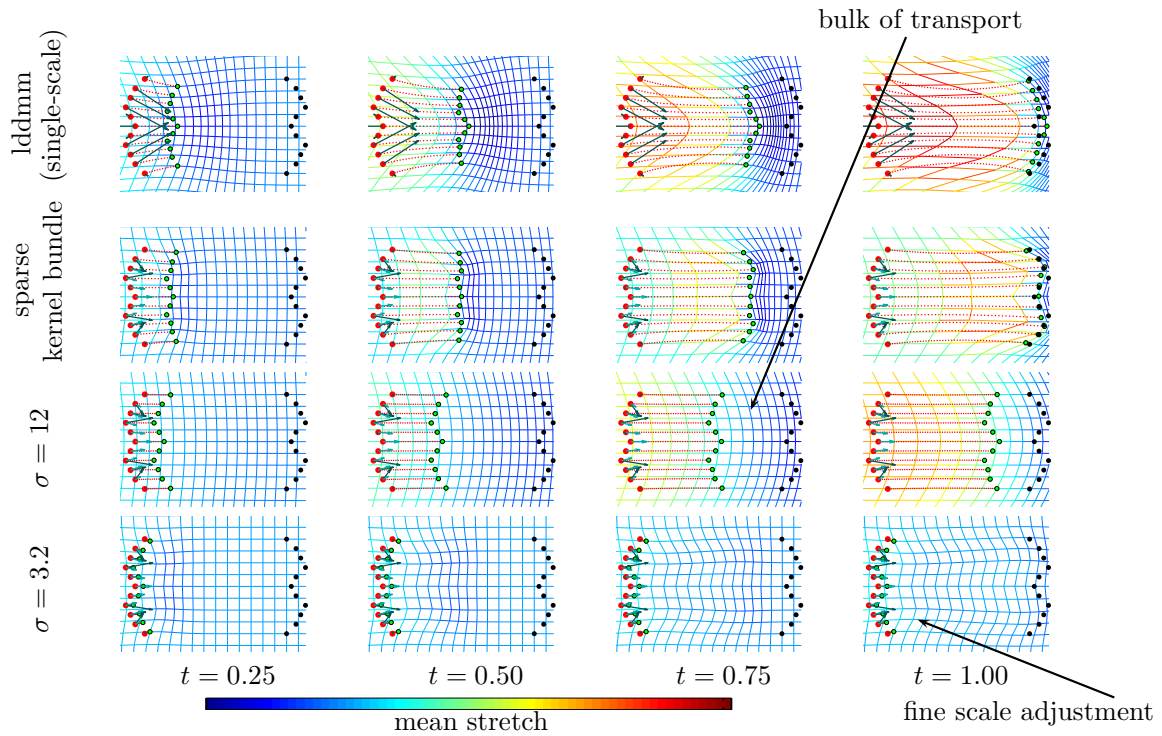 bulk of transport
lddmm
(single-scale)
sparse
kernel bundle
σ = 12
σ = 3.2
t = 0.25
t = 0.50
t = 0.75
t = 1.00
mean stretch
fine scale adjustment